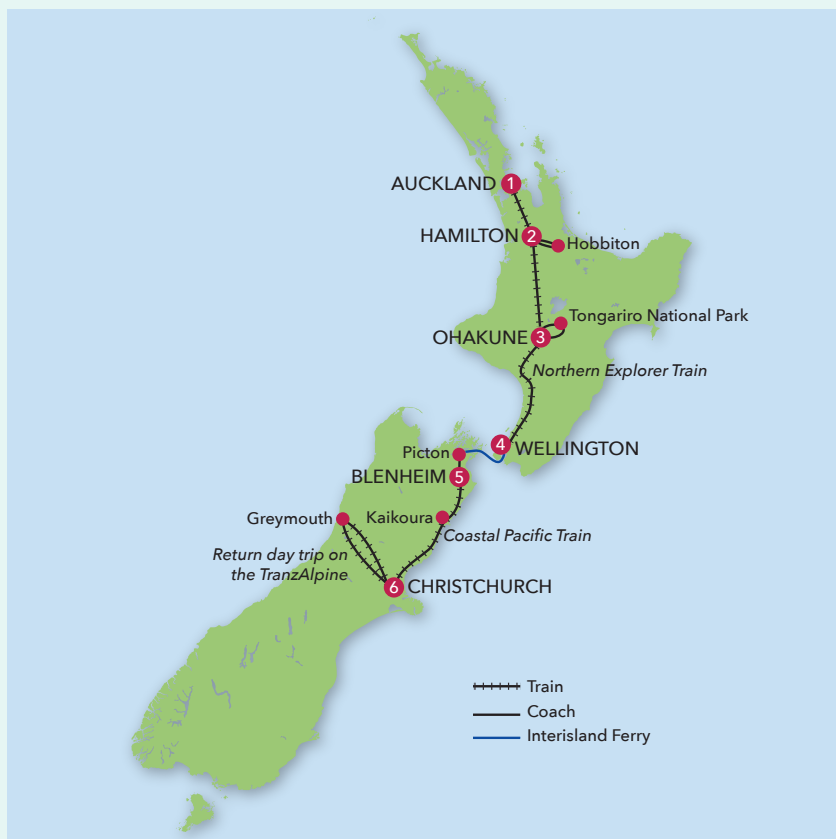 AUCKLAND 1
HAMILTON 2
Hobbiton
Tongariro National Park
OHAKUNE 3
Northern Explorer Train
4 WELLINGTON
Picton
BLENHEIM 5
Greymouth
Kaikoura
Coastal Pacific Train
Return day trip on
the TranzAlpine
6 CHRISTCHURCH
Train
Coach
Interisland Ferry